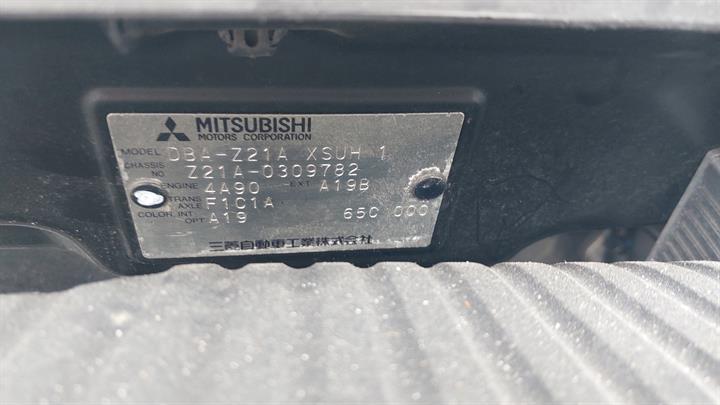 MITSUBISHI
MOTORS CORPORATION
MODEL DBA-Z21A XSUH 1
CHASSIS NO Z21A-0309782
ENGINE 4A90 EXT A19B
TRANS AXLE F1C1A
COLOR, INT OPT A19 65C 000
三菱自動車工業株式会社